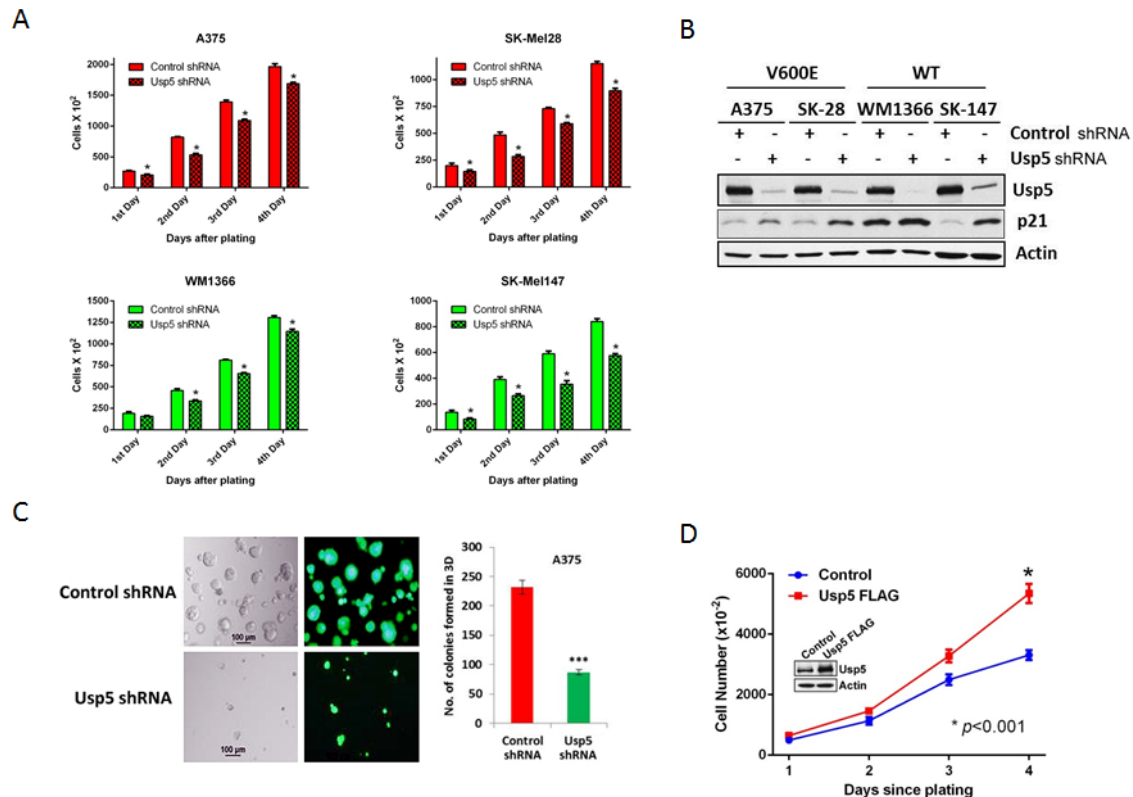 A
A375
Control shRNA
Usp5 shRNA
Cells X 10²
2000
1500
1000
500
0
* * * *
1st Day 2nd Day 3rd Day 4th Day
Days after plating
SK-Mel28
Control shRNA
Usp5 shRNA
Cells X 10²
1000
750
500
250
0
* * * *
1st Day 2nd Day 3rd Day 4th Day
Days after plating
WM1366
Control shRNA
Usp5 shRNA
Cells X 10²
1500
1250
1000
750
500
250
0
* * *
1st Day 2nd Day 3rd Day 4th Day
Days after plating
SK-Mel147
Control shRNA
Usp5 shRNA
Cells X 10²
1000
800
600
400
200
0
* * * *
1st Day 2nd Day 3rd Day 4th Day
Days after plating
B
V600E WT
A375 SK-28 WM1366 SK-147
+ - + - + - + - Control shRNA
- + - + - + - + Usp5 shRNA
Usp5
p21
Actin
C
Control shRNA
100 µm
Usp5 shRNA
100 µm
A375
No. of colonies formed in 3D
300
250
200
150
100
50
0
***
Control shRNA
Usp5 shRNA
D
Control
Usp5 FLAG
Cell Number (x10⁻²)
6000
4000
2000
0
*
Control
Usp5 FLAG
Usp5
Actin
* p<0.001
1 2 3 4
Days since plating